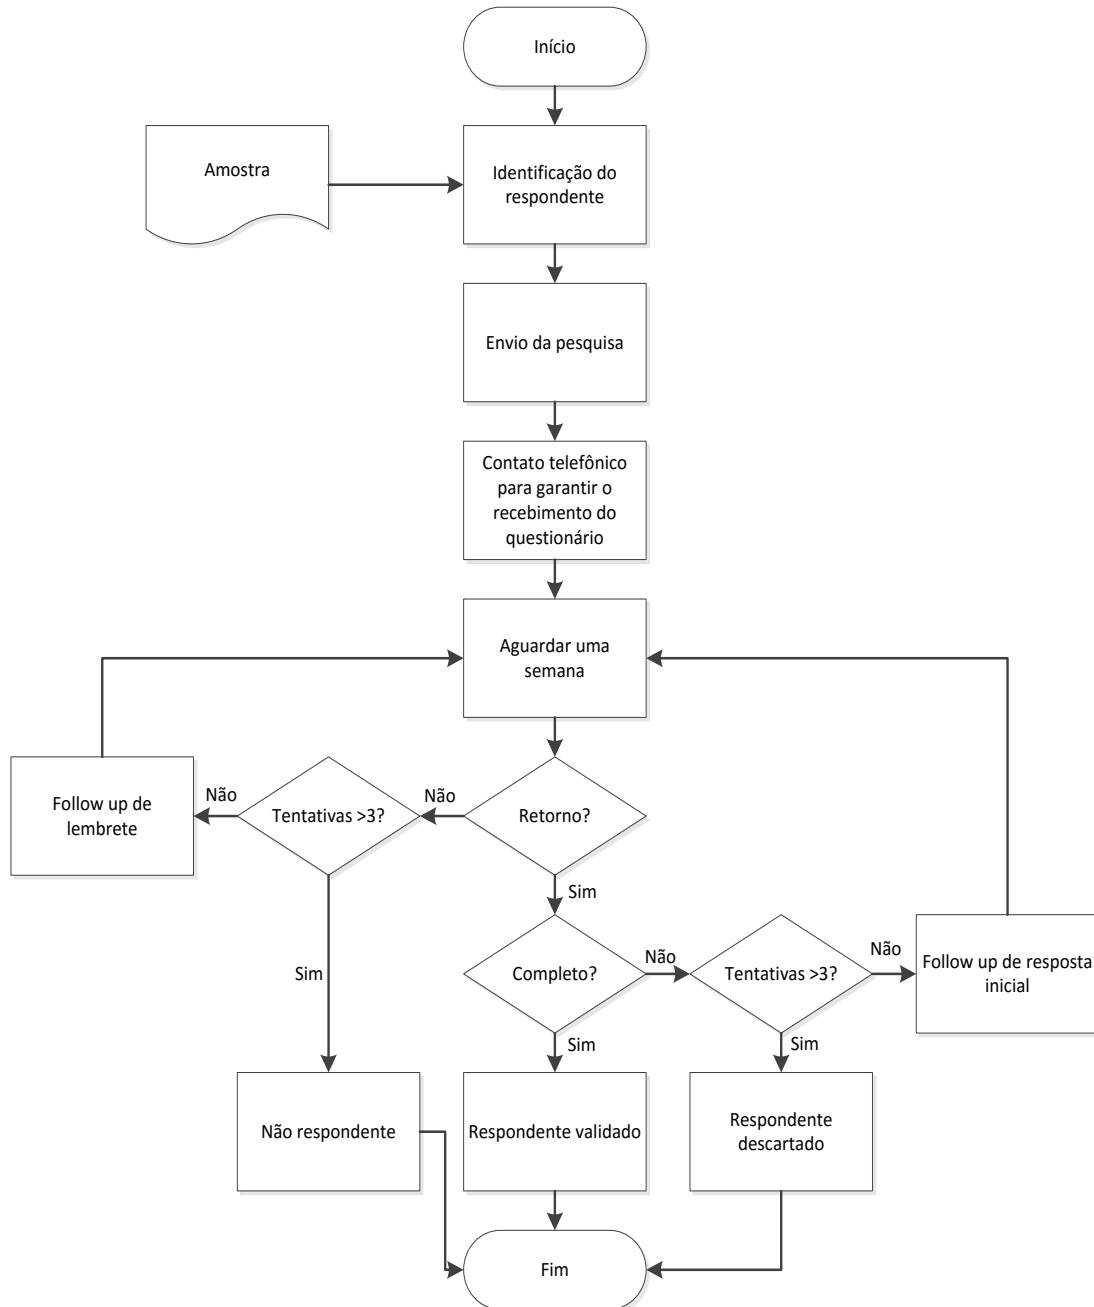 Início
Amostra
Identificação do
respondente
Envio da pesquisa
Contato telefônico
para garantir o
recebimento do
questionário
Aguardar uma
semana
Follow up de
lembrete
Não
Tentativas >3?
Não
Retorno?
Sim
Sim
Completo?
Não
Tentativas >3?
Não
Follow up de resposta
inicial
Sim
Sim
Não respondente
Respondente validado
Respondente
descartado
Fim